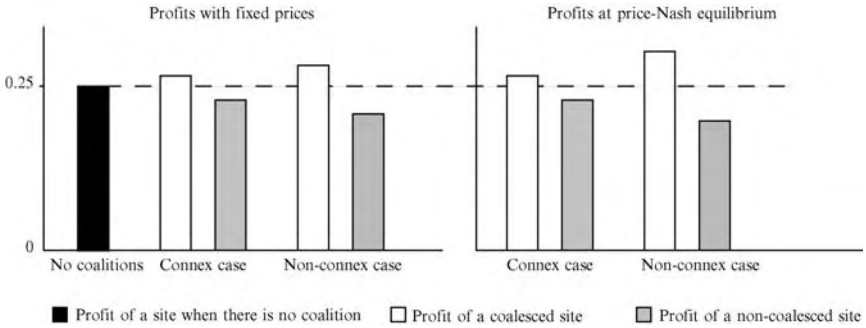 Profits with fixed prices
Profits at price-Nash equilibrium
0.25
0
No coalitions
Connex case
Non-connex case
Connex case
Non-connex case
Profit of a site when there is no coalition
Profit of a coalesced site
Profit of a non-coalesced site